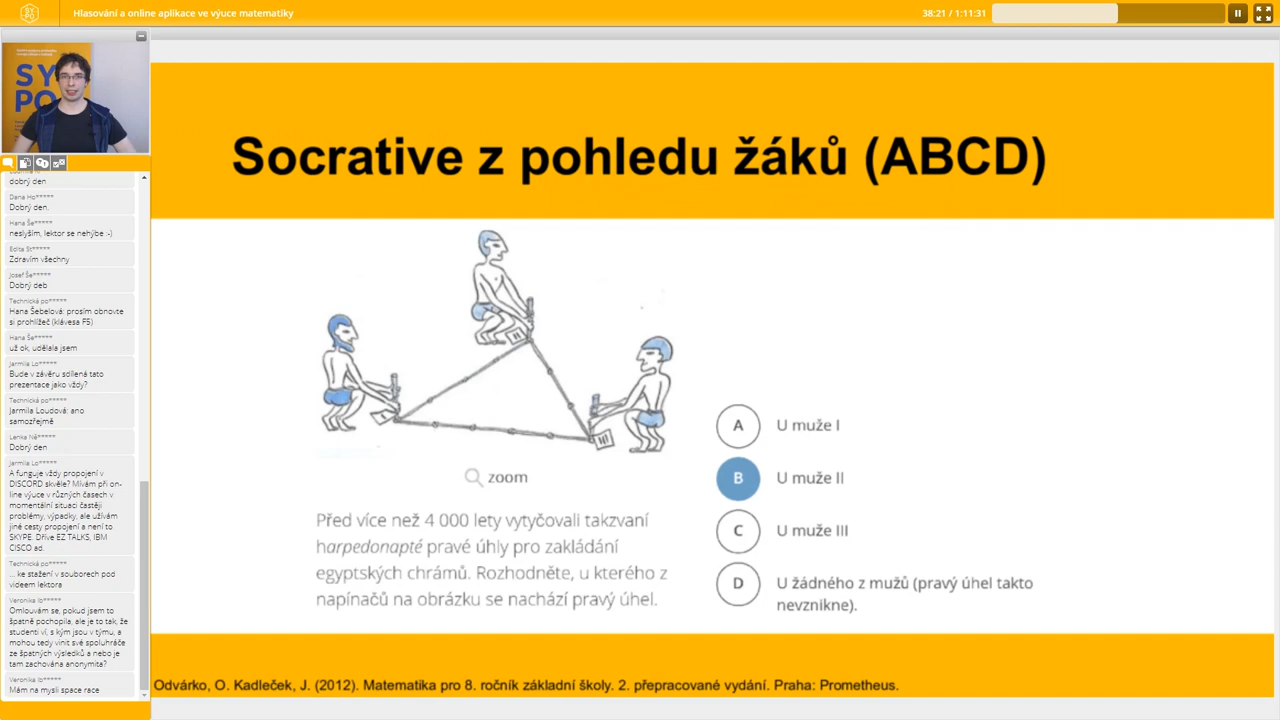 Hlasování a online aplikace ve výuce matematiky
38:21 / 1:11:31
SY
PO
dobrý den
Dana Ho*****
Dobrý den.
Hana Še*****
neslyším, lektor se nehýbe :-)
Edita St*****
Zdravím všechny
Josef Še*****
Dobrý deb
Technická po*****
Hana Šebelová: prosím obnovte
si prohlížeč (klávesa F5)
Hana Še*****
už ok, udělala jsem
Jarmila Lo*****
Bude v závěru sdílená tato
prezentace jako vždy?
Technická po*****
Jarmila Loudová: ano
samozřejmě
Lenka Ně*****
Dobrý den
Jarmila Lo*****
A funguje vždy propojení v
DISCORD skvěle? Mívám při on-
line výuce v různých časech v
momentální situaci častěji
problémy, výpadky, ale užívám
jiné cesty propojení a není to
SKYPE. Dříve EZ TALKS, IBM
CISCO ad.
Technická po*****
... ke stažení v souborech pod
videem lektora
Veronika Io*****
Omlouvám se, pokud jsem to
špatně pochopila, ale je to tak, že
studenti ví, s kým jsou v týmu, a
mohou tedy vinit své spoluhráče
ze špatných výsledků a nebo je
tam zachována anonymita?
Veronika Io*****
Mám na mysli space race
Socrative z pohledu žáků (ABCD)
I
II
III
zoom
Před více než 4 000 lety vytyčovali takzvaní
harpedonapté pravé úhly pro zakládání
egyptských chrámů. Rozhodněte, u kterého z
napínačů na obrázku se nachází pravý úhel.
A U muže I
B U muže II
C U muže III
D U žádného z mužů (pravý úhel takto
nevznikne).
Odvárko, O. Kadleček, J. (2012). Matematika pro 8. ročník základní školy. 2. přepracované vydání. Praha: Prometheus.